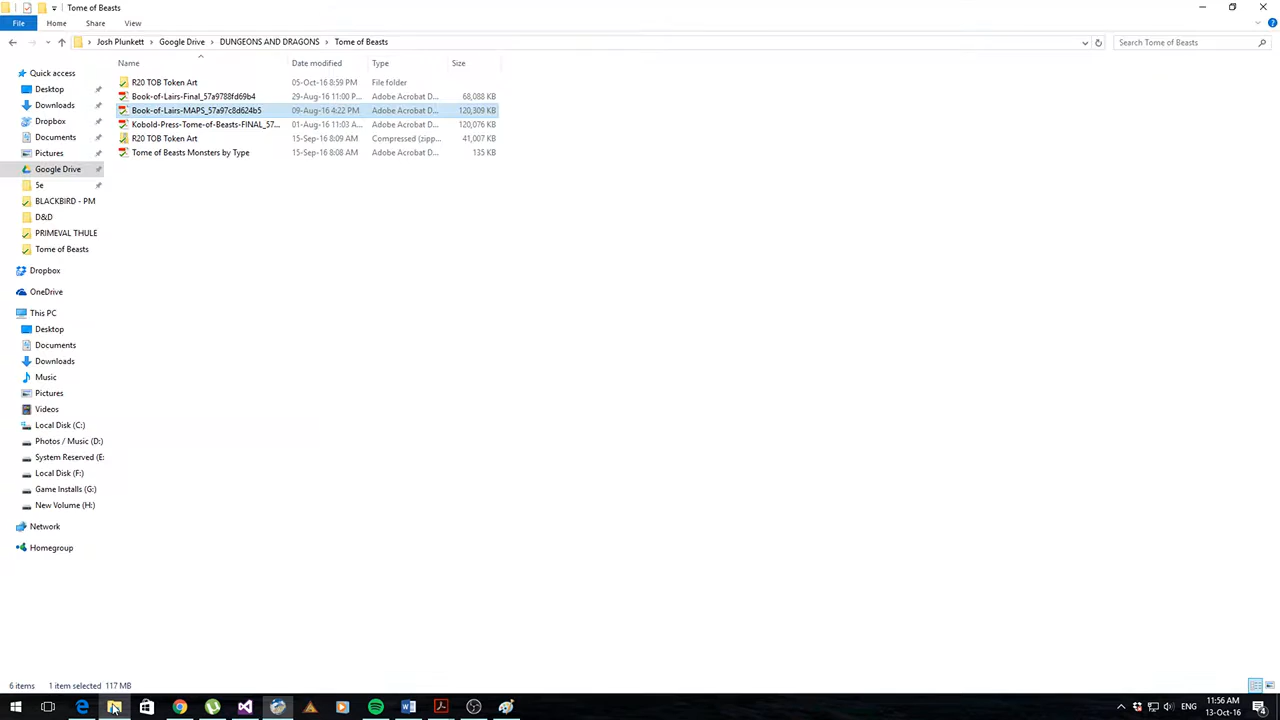 Tome of Beasts
File Home Share View
Josh Plunkett > Google Drive > DUNGEONS AND DRAGONS > Tome of Beasts
Search Tome of Beasts
Name Date modified Type Size
R20 TOB Token Art 05-Oct-16 8:59 PM File folder
Book-of-Lairs-Final_57a9788fd69b4 29-Aug-16 11:00 P... Adobe Acrobat D... 68,088 KB
Book-of-Lairs-MAPS_57a97c8d624b5 09-Aug-16 4:22 PM Adobe Acrobat D... 120,309 KB
Kobold-Press-Tome-of-Beasts-FINAL_57... 01-Aug-16 11:03 A... Adobe Acrobat D... 120,076 KB
R20 TOB Token Art 15-Sep-16 8:09 AM Compressed (zipp... 41,007 KB
Tome of Beasts Monsters by Type 15-Sep-16 8:08 AM Adobe Acrobat D... 135 KB
Quick access
Desktop
Downloads
Dropbox
Documents
Pictures
Google Drive
5e
BLACKBIRD - PM
D&D
PRIMEVAL THULE
Tome of Beasts
Dropbox
OneDrive
This PC
Desktop
Documents
Downloads
Music
Pictures
Videos
Local Disk (C:)
Photos / Music (D:)
System Reserved (E:
Local Disk (F:)
Game Installs (G:)
New Volume (H:)
Network
Homegroup
6 items 1 item selected 117 MB
ENG 11:56 AM
13-Oct-16
4